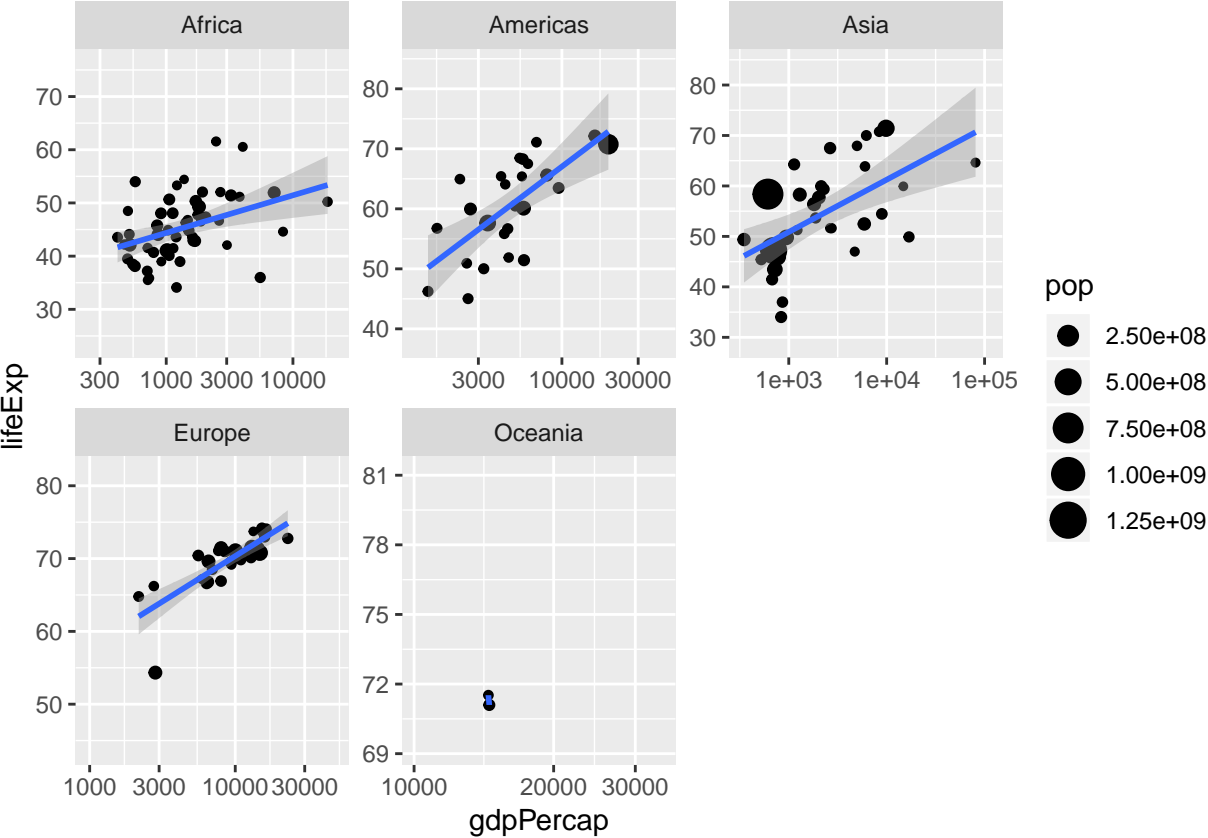 Africa
Americas
Asia
70
60
50
40
30
80
70
60
50
40
80
70
60
50
40
30
300 1000 3000 10000
3000 10000 30000
1e+03 1e+04 1e+05
lifeExp
Europe
Oceania
80
70
60
50
81
78
75
72
69
1000 3000 10000 30000
10000 20000 30000
gdpPercap
pop
2.50e+08
5.00e+08
7.50e+08
1.00e+09
1.25e+09